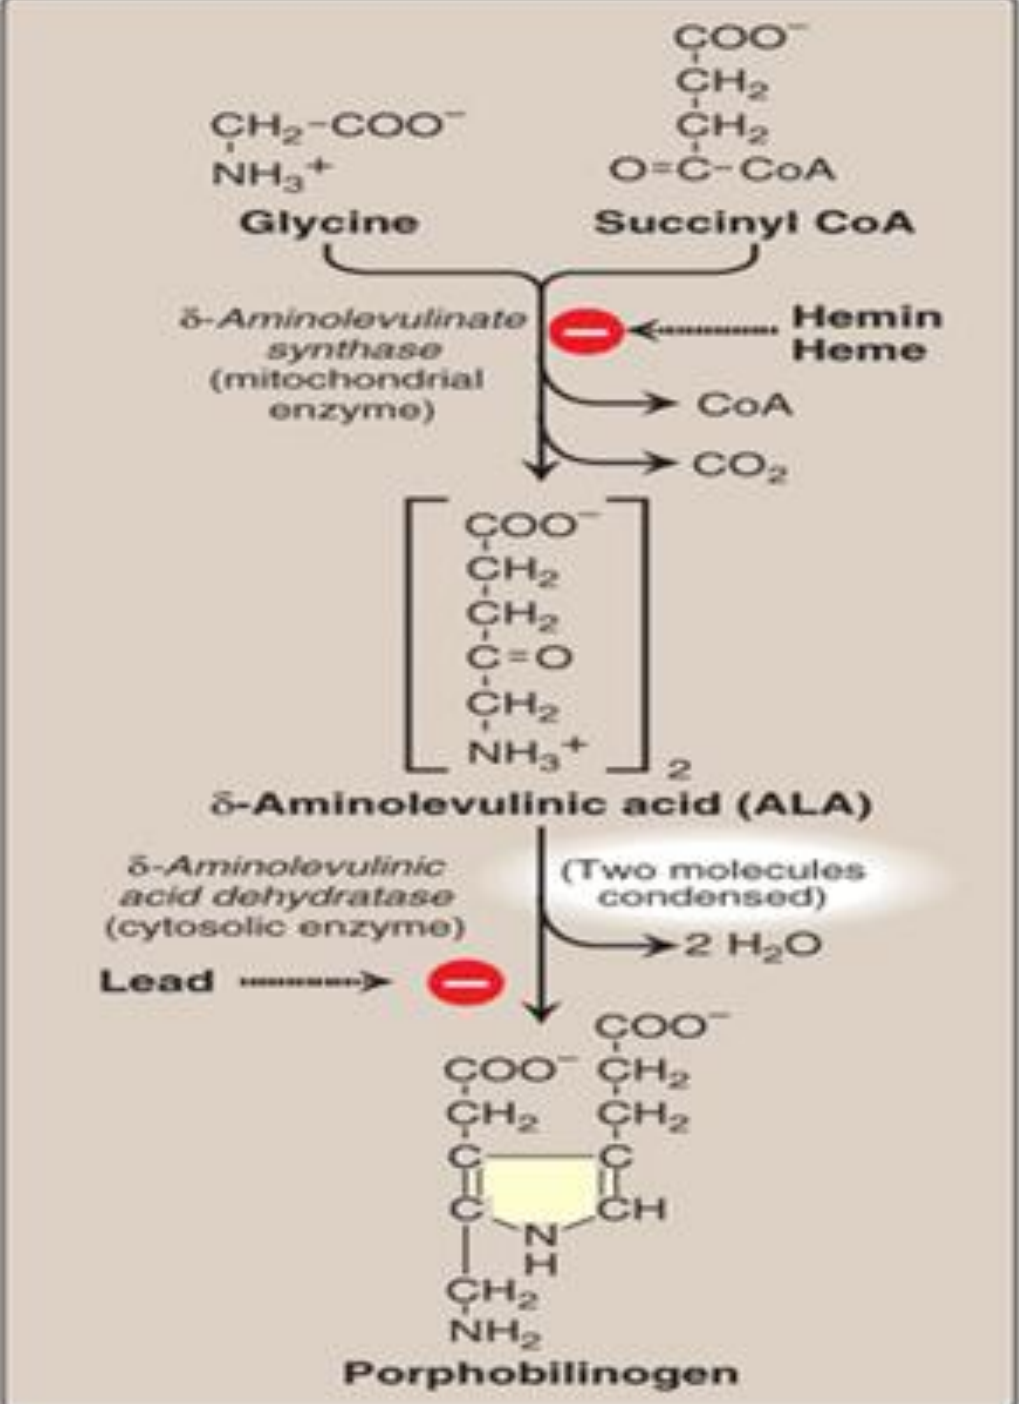 COO⁻
CH₂
CH₂-COO⁻
CH₂
NH₃⁺
O=C-CoA
Glycine
Succinyl CoA
δ-Aminolevulinate
synthase
(mitochondrial
enzyme)
Hemin
Heme
CoA
CO₂
COO⁻
CH₂
CH₂
C=O
CH₂
NH₃⁺
2
δ-Aminolevulinic acid (ALA)
δ-Aminolevulinic
acid dehydratase
(cytosolic enzyme)
(Two molecules
condensed)
2 H₂O
Lead
COO⁻
COO⁻ CH₂
CH₂ CH₂
C C
C CH
N
H
CH₂
NH₂
Porphobilinogen